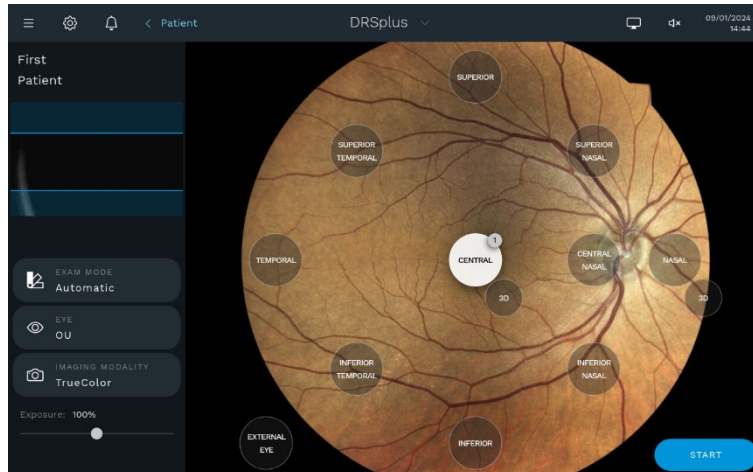 Patient
DRSplus
09/01/2024
14:44
First
Patient
EXAM MODE
Automatic
EYE
OU
IMAGING MODALITY
TrueColor
Exposure: 100%
SUPERIOR
SUPERIOR
TEMPORAL
SUPERIOR
NASAL
TEMPORAL
1
CENTRAL
CENTRAL
NASAL
NASAL
3D
3D
INFERIOR
TEMPORAL
INFERIOR
NASAL
EXTERNAL
EYE
INFERIOR
START